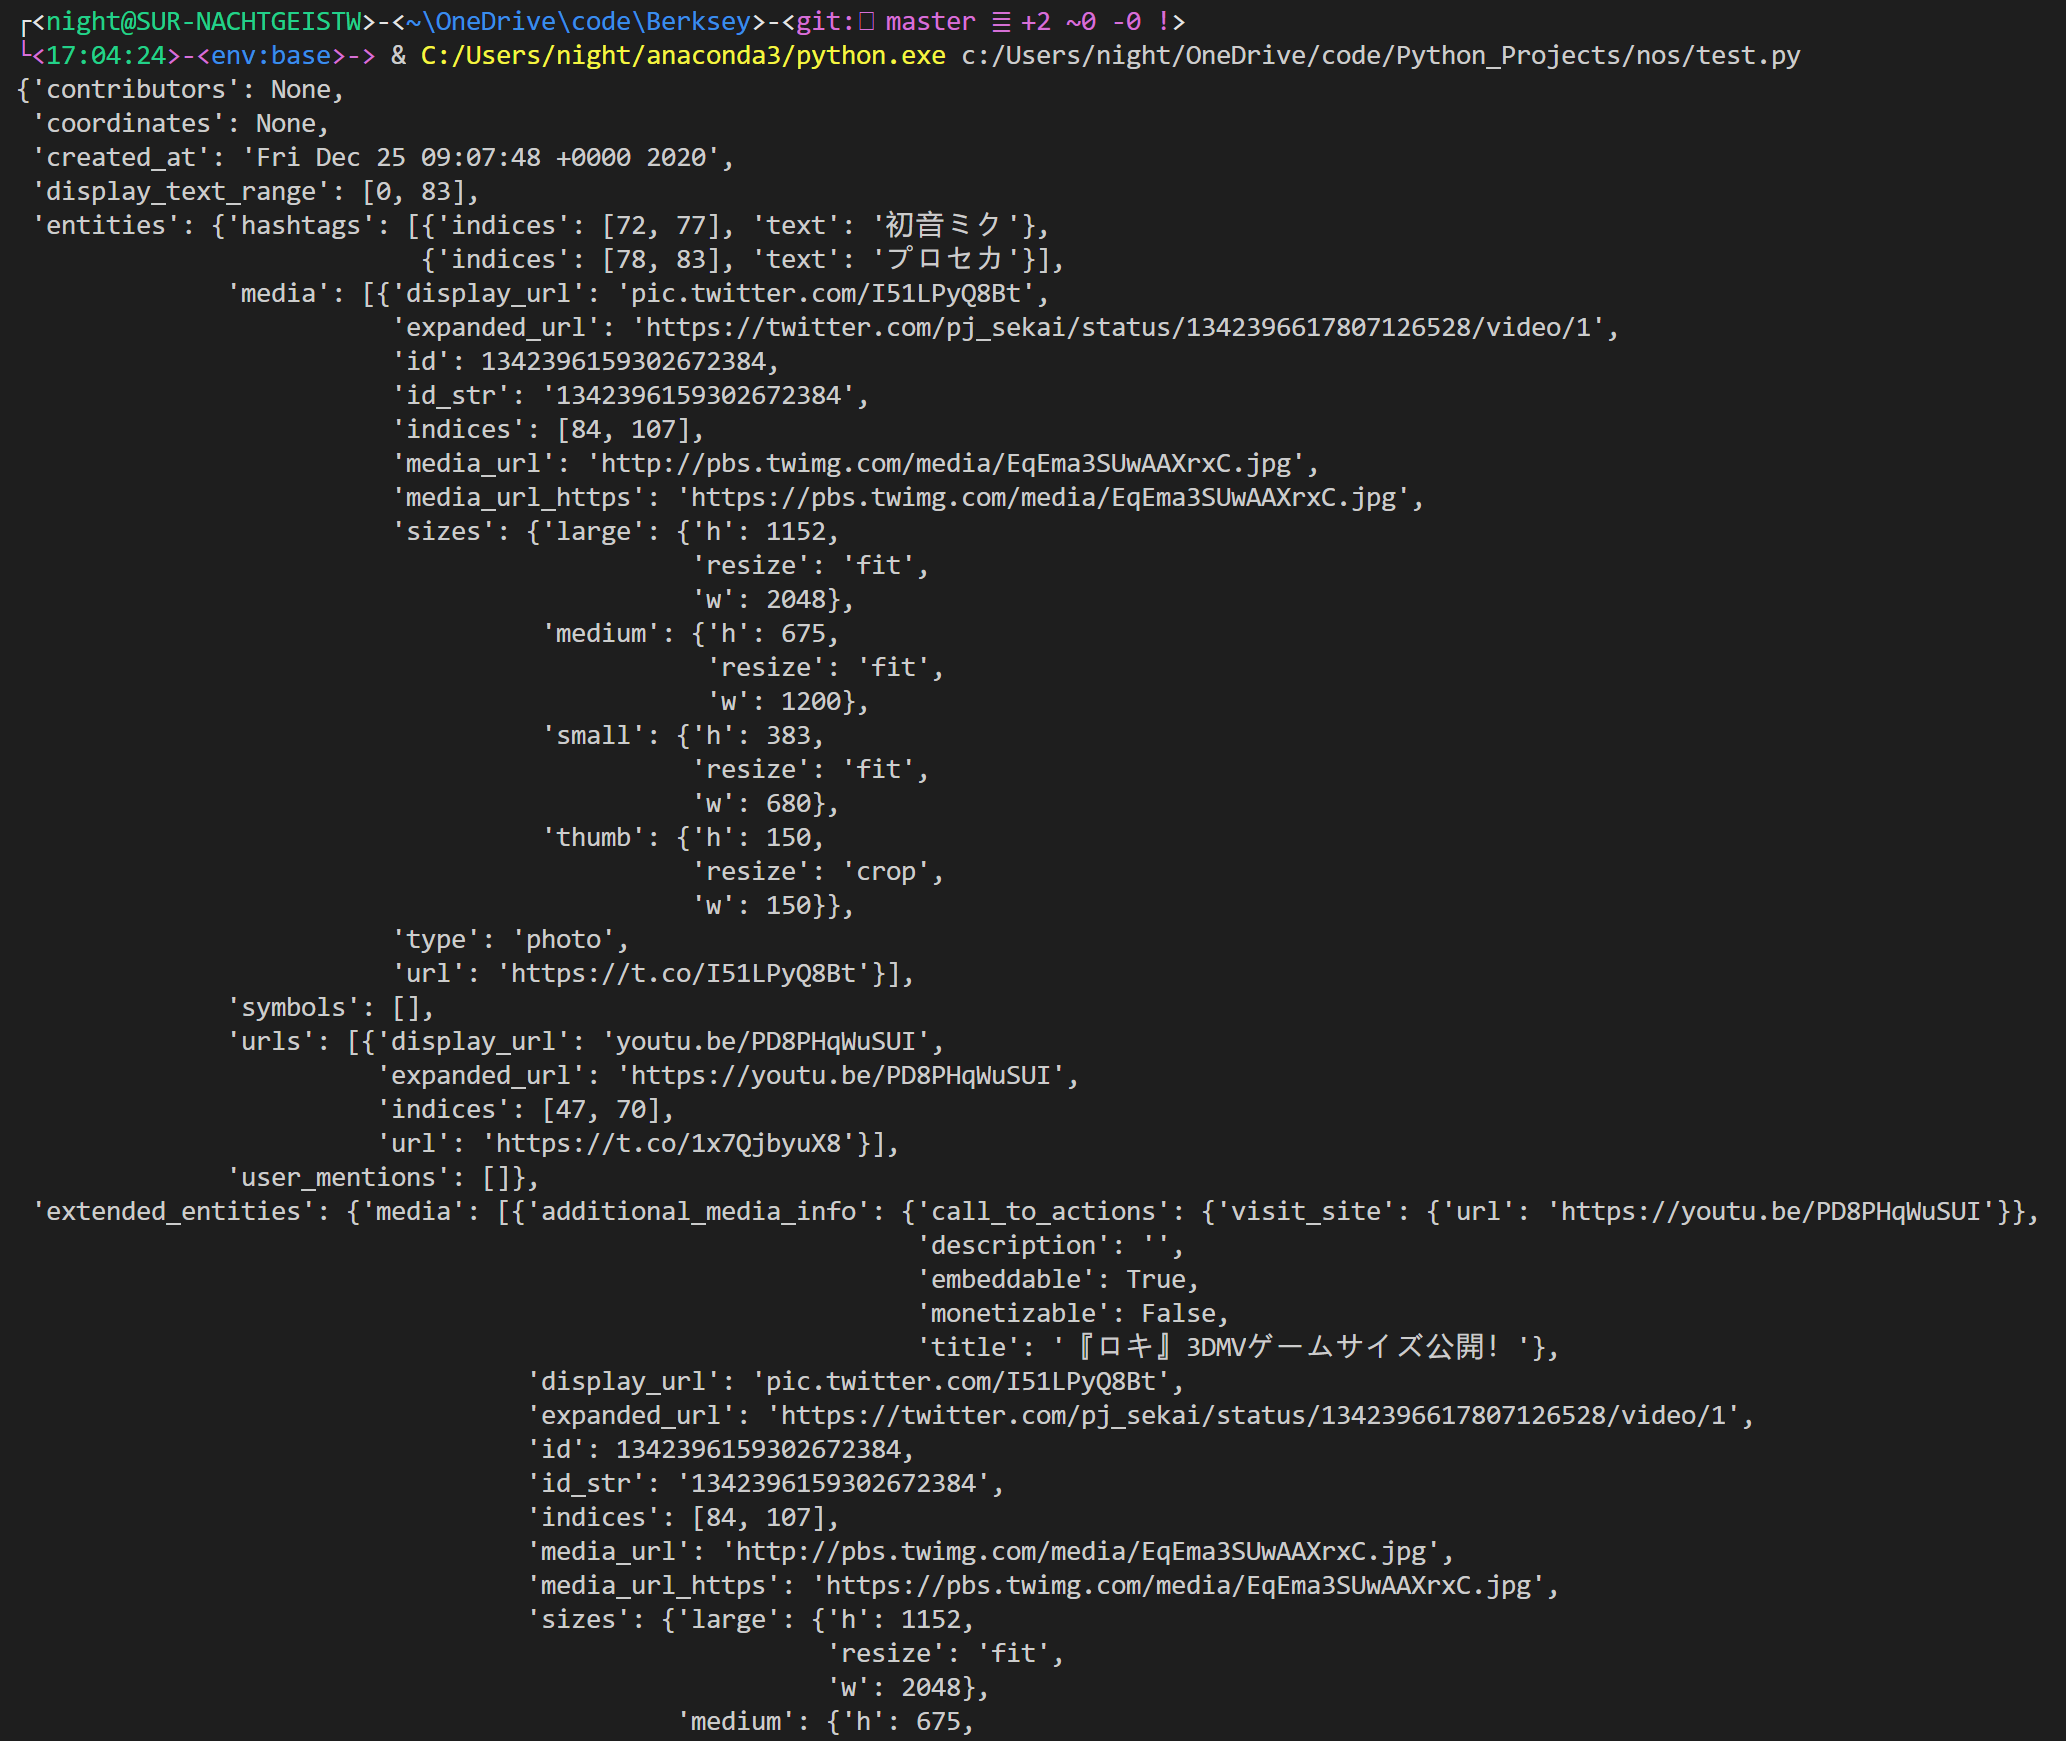 ┌<night@SUR-NACHTGEISTW>-<~\OneDrive\code\Berksey>-<git: master ≣ +2 ~0 -0 !>
└<17:04:24>-<env:base>-> & C:/Users/night/anaconda3/python.exe c:/Users/night/OneDrive/code/Python_Projects/nos/test.py
{'contributors': None,
 'coordinates': None,
 'created_at': 'Fri Dec 25 09:07:48 +0000 2020',
 'display_text_range': [0, 83],
 'entities': {'hashtags': [{'indices': [72, 77], 'text': '初音ミク'},
                           {'indices': [78, 83], 'text': 'プロセカ'}],
              'media': [{'display_url': 'pic.twitter.com/I51LPyQ8Bt',
                         'expanded_url': 'https://twitter.com/pj_sekai/status/1342396617807126528/video/1',
                         'id': 1342396159302672384,
                         'id_str': '1342396159302672384',
                         'indices': [84, 107],
                         'media_url': 'http://pbs.twimg.com/media/EqEma3SUwAAXrxC.jpg',
                         'media_url_https': 'https://pbs.twimg.com/media/EqEma3SUwAAXrxC.jpg',
                         'sizes': {'large': {'h': 1152,
                                             'resize': 'fit',
                                             'w': 2048},
                                   'medium': {'h': 675,
                                              'resize': 'fit',
                                              'w': 1200},
                                   'small': {'h': 383,
                                             'resize': 'fit',
                                             'w': 680},
                                   'thumb': {'h': 150,
                                             'resize': 'crop',
                                             'w': 150}},
                         'type': 'photo',
                         'url': 'https://t.co/I51LPyQ8Bt'}],
              'symbols': [],
              'urls': [{'display_url': 'youtu.be/PD8PHqWuSUI',
                        'expanded_url': 'https://youtu.be/PD8PHqWuSUI',
                        'indices': [47, 70],
                        'url': 'https://t.co/1x7QjbyuX8'}],
              'user_mentions': []},
 'extended_entities': {'media': [{'additional_media_info': {'call_to_actions': {'visit_site': {'url': 'https://youtu.be/PD8PHqWuSUI'}},
                                                            'description': '',
                                                            'embeddable': True,
                                                            'monetizable': False,
                                                            'title': '『ロキ』3DMVゲームサイズ公開！'},
                                  'display_url': 'pic.twitter.com/I51LPyQ8Bt',
                                  'expanded_url': 'https://twitter.com/pj_sekai/status/1342396617807126528/video/1',
                                  'id': 1342396159302672384,
                                  'id_str': '1342396159302672384',
                                  'indices': [84, 107],
                                  'media_url': 'http://pbs.twimg.com/media/EqEma3SUwAAXrxC.jpg',
                                  'media_url_https': 'https://pbs.twimg.com/media/EqEma3SUwAAXrxC.jpg',
                                  'sizes': {'large': {'h': 1152,
                                                      'resize': 'fit',
                                                      'w': 2048},
                                            'medium': {'h': 675,